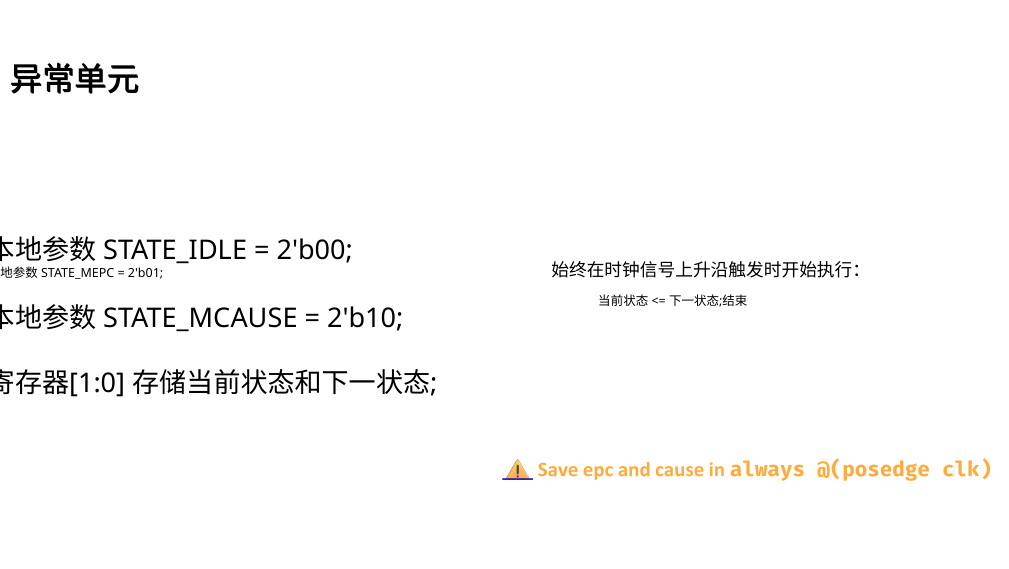 异常单元
本地参数 STATE_IDLE = 2'b00;
地参数 STATE_MEPC = 2'b01;
本地参数 STATE_MCAUSE = 2'b10;
寄存器[1:0] 存储当前状态和下一状态;
始终在时钟信号上升沿触发时开始执行：
当前状态 <= 下一状态;结束
Save epc and cause in always @(posedge clk)